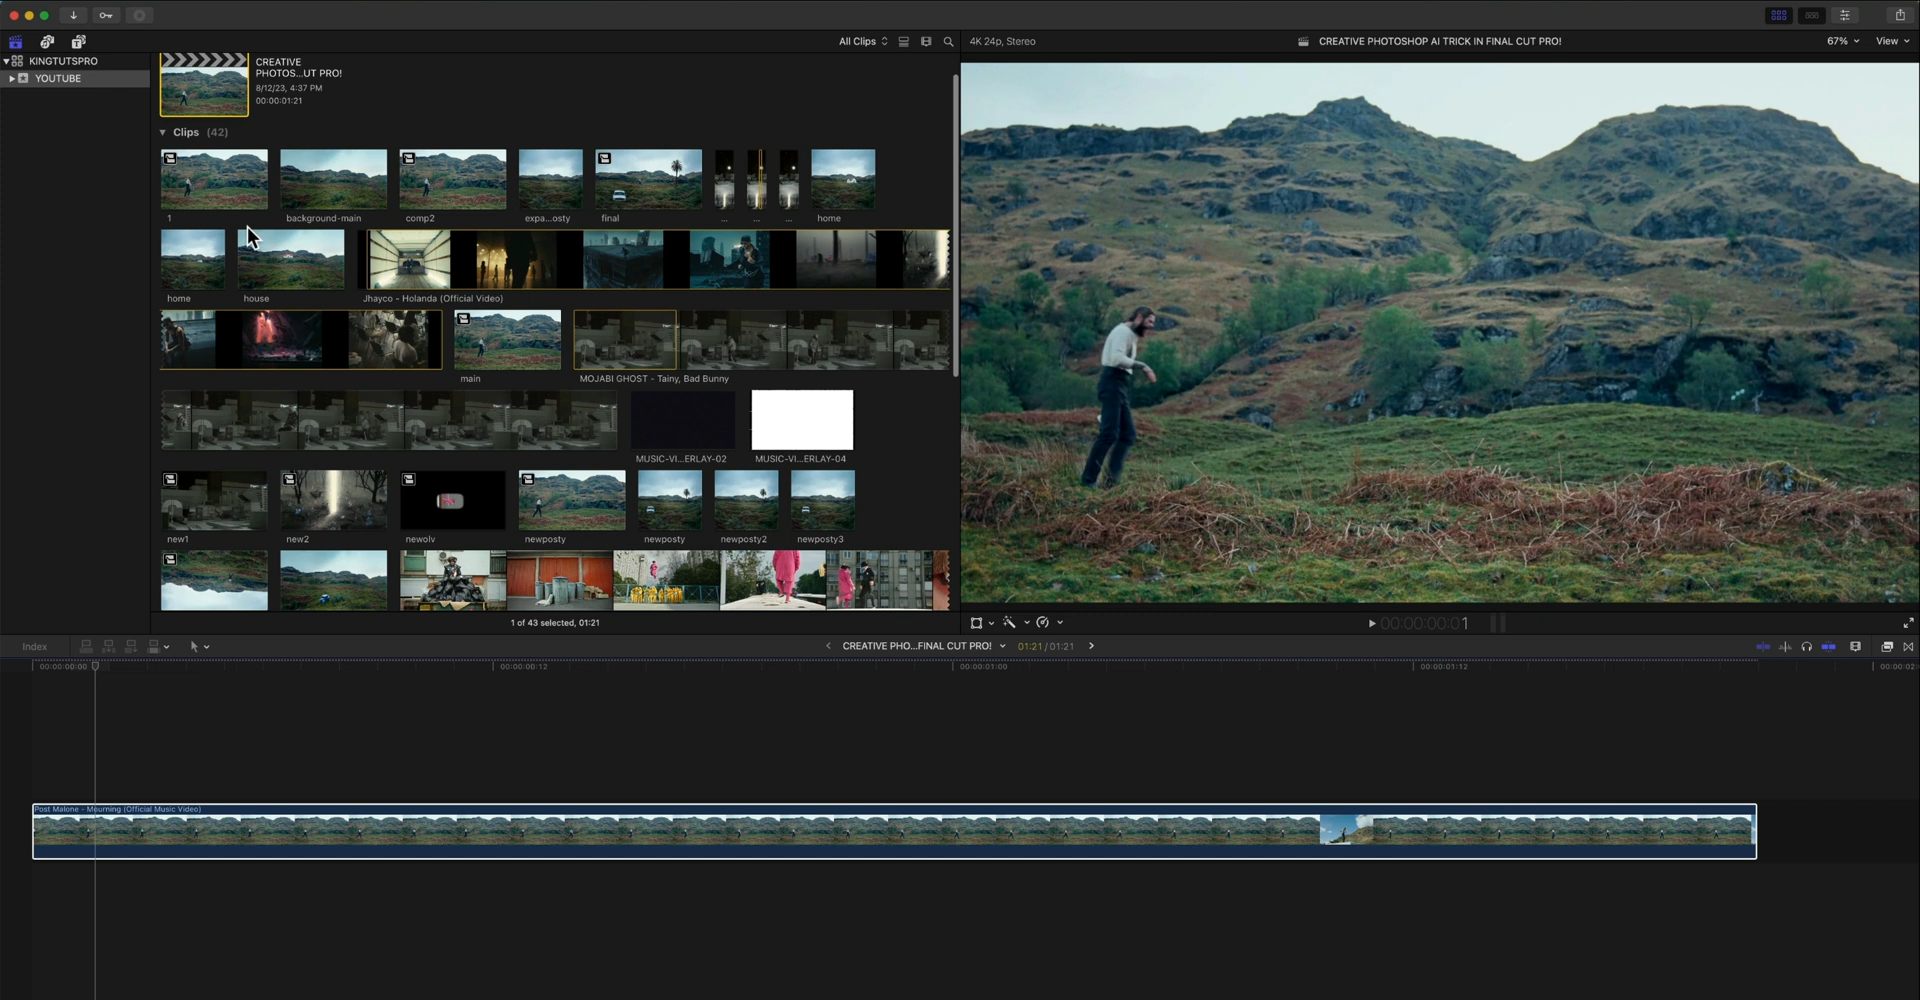 All Clips
4K 24p, Stereo
CREATIVE PHOTOSHOP AI TRICK IN FINAL CUT PRO!
67%
View
KINGTUTSPRO
YOUTUBE
CREATIVE
PHOTOS...UT PRO!
8/12/23, 4:37 PM
00:00:01:21
Clips (42)
1
background-main
comp2
expa...osty
final
...
...
...
home
home
house
Jhayco - Holanda (Official Video)
main
MOJABI GHOST - Tainy, Bad Bunny
MUSIC-VI...ERLAY-02
MUSIC-VI...ERLAY-04
new1
new2
newolv
newposty
newposty
newposty2
newposty3
1 of 43 selected, 01:21
00:00:00:01
Index
CREATIVE PHO...FINAL CUT PRO!
01:21 / 01:21
00:00:00:00
00:00:00:12
00:00:01:00
00:00:01:12
00:00:02:
Post Malone - Mourning (Official Music Video)